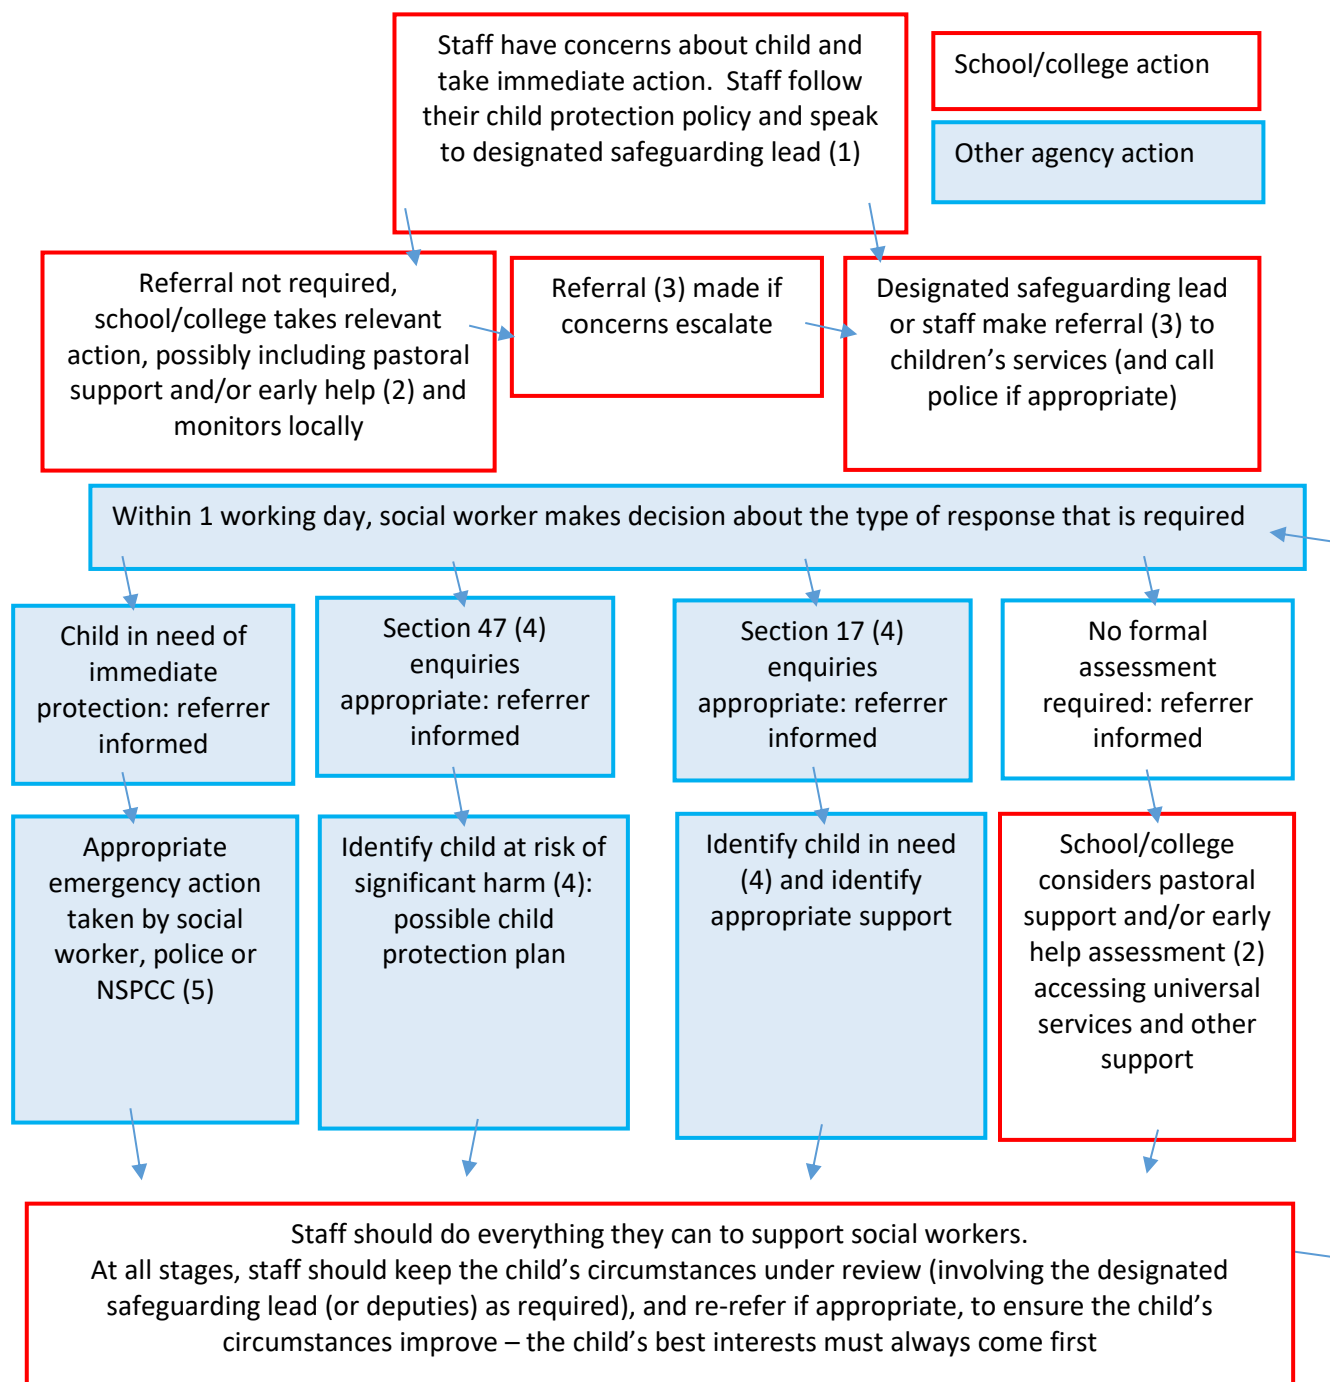 Staff have concerns about child and
take immediate action.  Staff follow
their child protection policy and speak
to designated safeguarding lead (1)
School/college action
Other agency action
Referral not required,
school/college takes relevant
action, possibly including pastoral
support and/or early help (2) and
monitors locally
Referral (3) made if
concerns escalate
Designated safeguarding lead
or staff make referral (3) to
children’s services (and call
police if appropriate)
Within 1 working day, social worker makes decision about the type of response that is required
Child in need of
immediate
protection: referrer
informed
Section 47 (4)
enquiries
appropriate: referrer
informed
Section 17 (4)
enquiries
appropriate: referrer
informed
No formal
assessment
required: referrer
informed
Appropriate
emergency action
taken by social
worker, police or
NSPCC (5)
Identify child at risk of
significant harm (4):
possible child
protection plan
Identify child in need
(4) and identify
appropriate support
School/college
considers pastoral
support and/or early
help assessment (2)
accessing universal
services and other
support
Staff should do everything they can to support social workers.
At all stages, staff should keep the child’s circumstances under review (involving the designated
safeguarding lead (or deputies) as required), and re-refer if appropriate, to ensure the child’s
circumstances improve – the child’s best interests must always come first